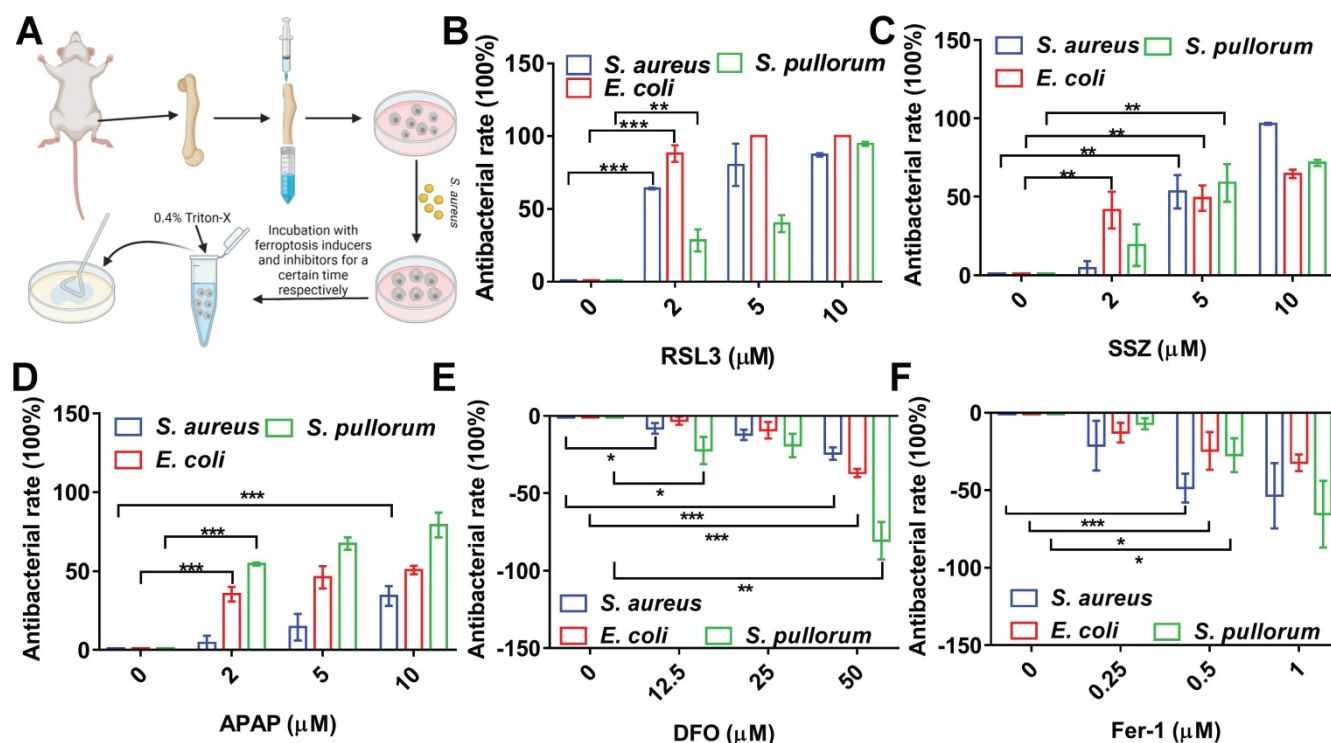 A
0.4% Triton-X
S. aureus
Incubation with
ferroptosis inducers
and inhibitors for a
certain time
respectively
B
Antibacterial rate (100%)
150
100
50
0
S. aureus
S. pullorum
E. coli
***
***
**
0
2
5
10
RSL3 (μM)
C
Antibacterial rate (100%)
150
100
50
0
S. aureus
S. pullorum
E. coli
**
**
**
**
0
2
5
10
SSZ (μM)
D
Antibacterial rate (100%)
150
100
50
0
S. aureus
S. pullorum
E. coli
***
***
***
0
2
5
10
APAP (μM)
E
Antibacterial rate (100%)
0
-50
-100
-150
*
*
***
***
**
S. aureus
E. coli
S. pullorum
0
12.5
25
50
DFO (μM)
F
Antibacterial rate (100%)
0
-50
-100
-150
***
*
*
S. aureus
E. coli
S. pullorum
0
0.25
0.5
1
Fer-1 (μM)